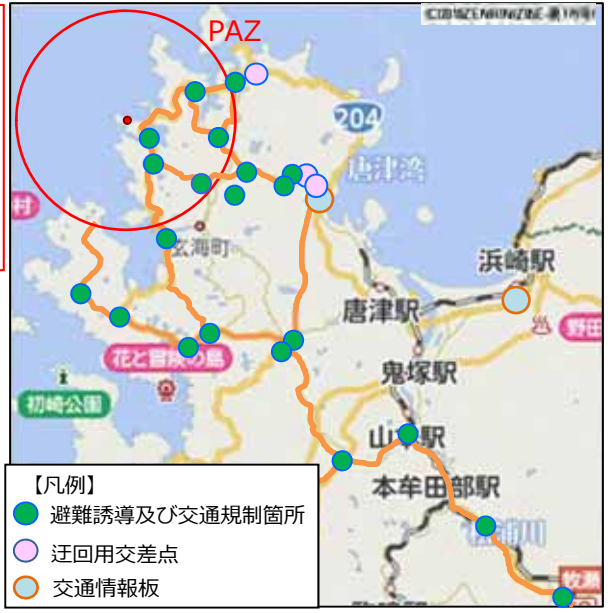 PAZ
204
唐津湾
村
玄海町
浜崎駅
唐津駅
野田
花と冒険の島
鬼塚駅
初崎公園
駅
本牟田部駅
【凡例】
避難誘導及び交通規制箇所
迂回用交差点
交通情報板
牧瀬